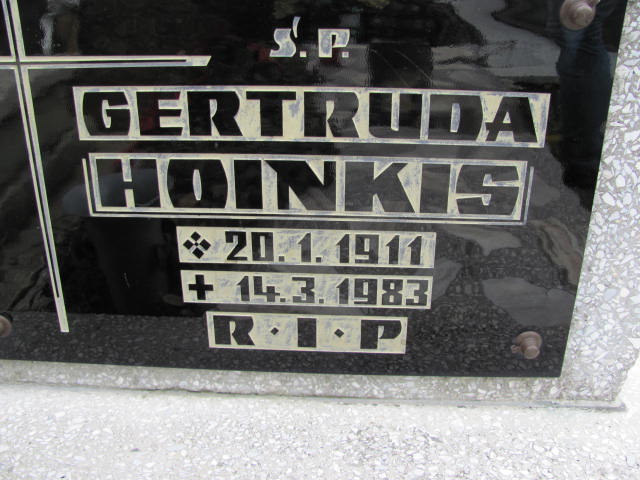 Ś.P.
GERTRUDA
HOINKIS
20.1.1911
14.3.1983
R·I·P